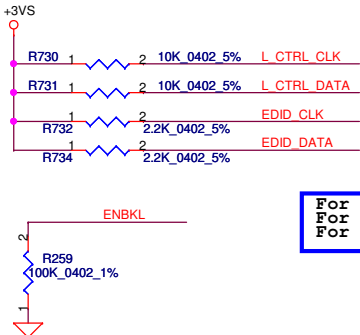 +3VS
R730 1 2 10K_0402_5% L_CTRL_CLK
R731 1 2 10K_0402_5% L_CTRL_DATA
R732 1 2 2.2K_0402_5% EDID_CLK
R734 1 2 2.2K_0402_5% EDID_DATA
ENBKL
2
R259
100K_0402_1%
1
For
For
For